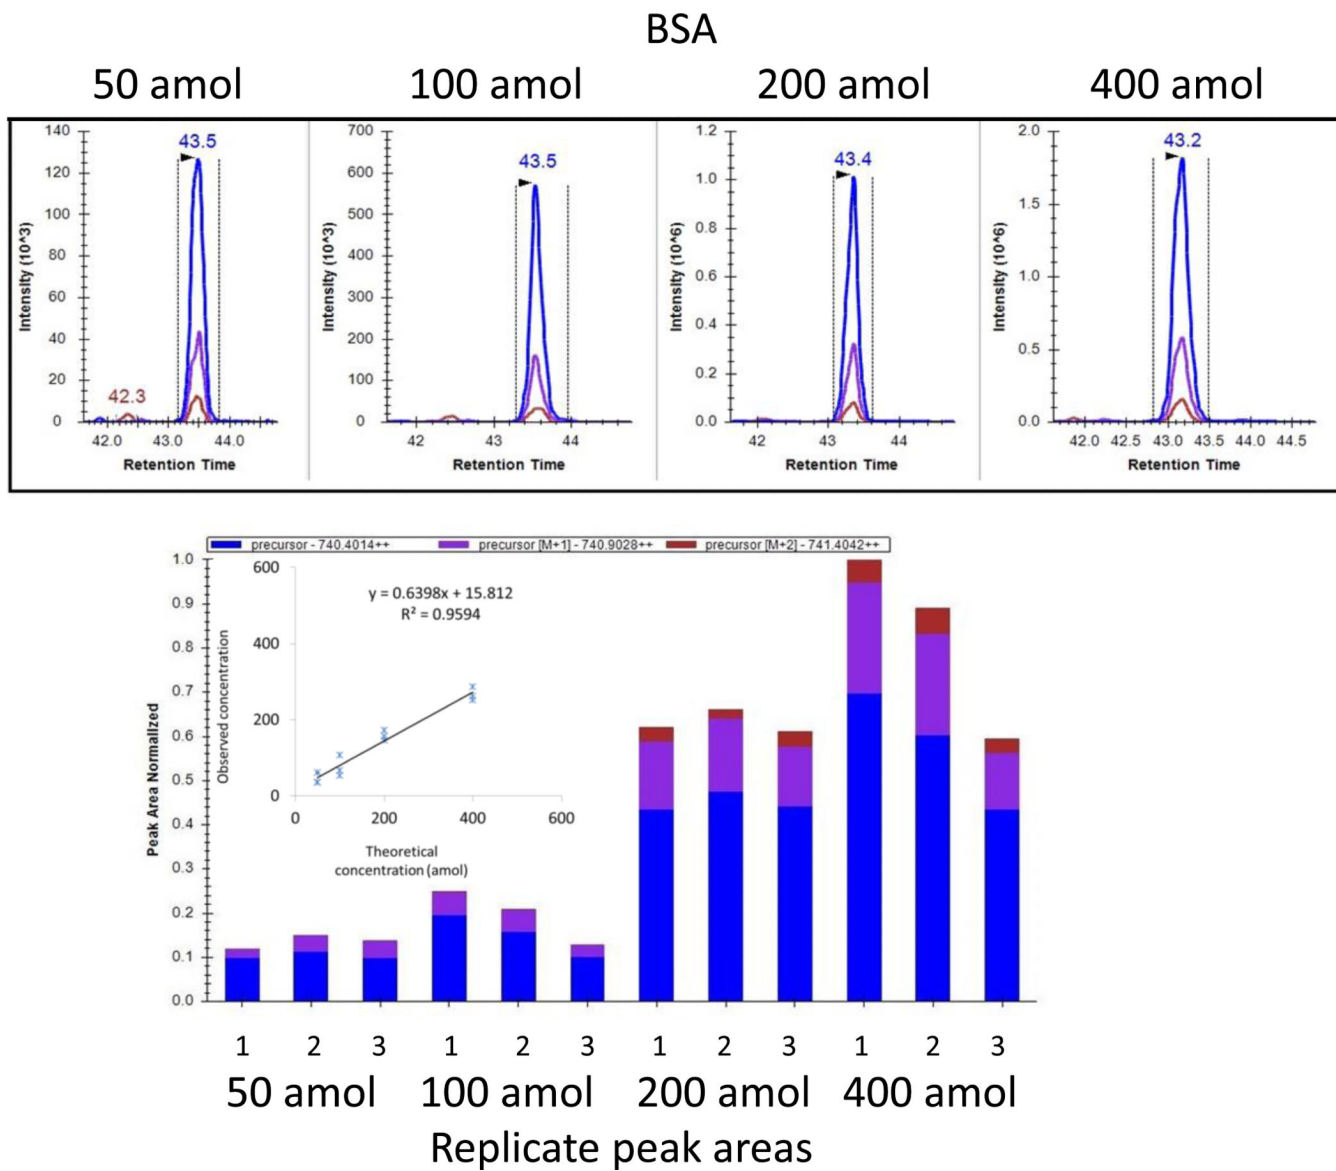 BSA
50 amol 100 amol 200 amol 400 amol
140 120 100 80 60 40 20 0
Intensity (10^3)
43.5
42.3
42.0 43.0 44.0
Retention Time
700 600 500 400 300 200 100 0
Intensity (10^3)
43.5
42 43 44
Retention Time
1.2 1.0 0.8 0.6 0.4 0.2 0.0
Intensity (10^6)
43.4
42 43 44
Retention Time
2.0 1.5 1.0 0.5 0.0
Intensity (10^6)
43.2
42.0 42.5 43.0 43.5 44.0 44.5
Retention Time
precursor - 740.4014++ precursor [M+1] - 740.9028++ precursor [M+2] - 741.4042++
1.0 0.9 0.8 0.7 0.6 0.5 0.4 0.3 0.2 0.1 0.0
Peak Area Normalized
600 400 200 0
Observed concentration
y = 0.6398x + 15.812
R² = 0.9594
0 200 400 600
Theoretical
concentration (amol)
1 2 3 1 2 3 1 2 3 1 2 3
50 amol 100 amol 200 amol 400 amol
Replicate peak areas